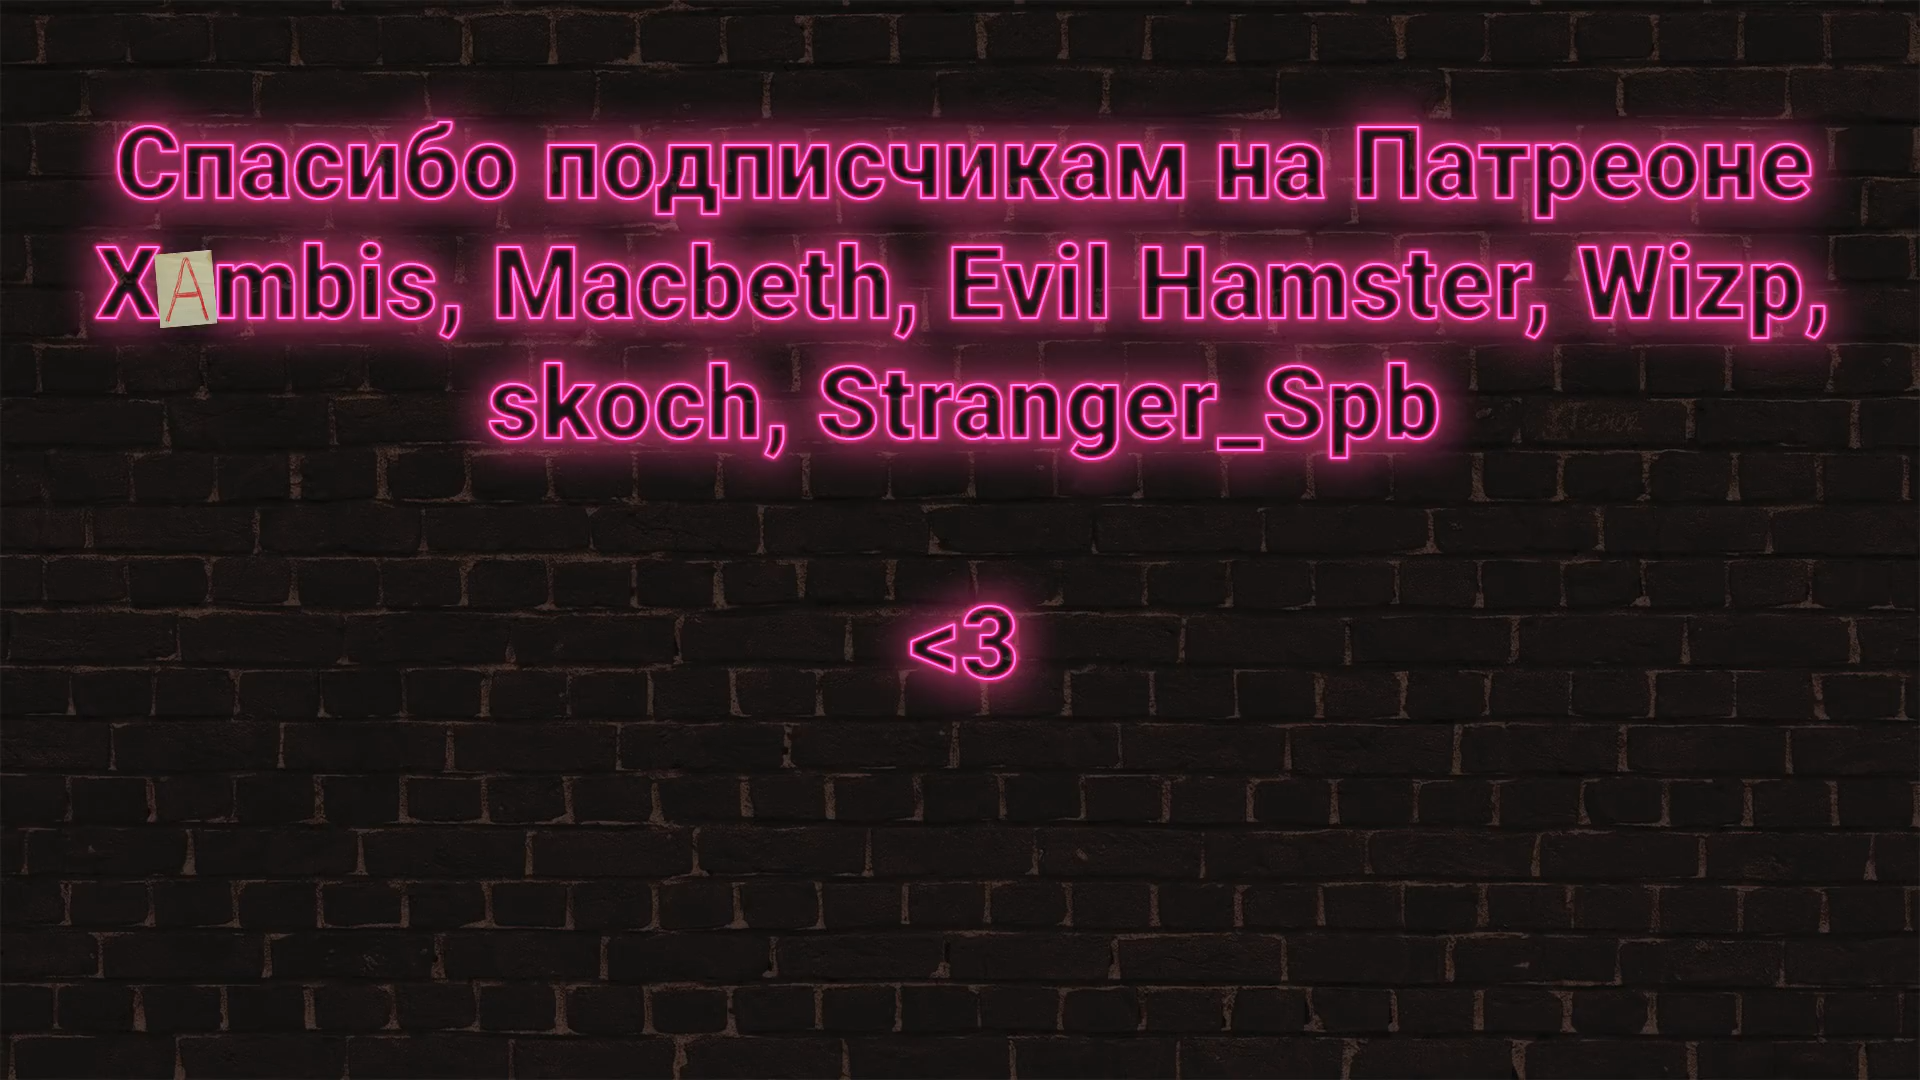 Спасибо подписчикам на Патреоне
XAmbis, Macbeth, Evil Hamster, Wizp,
skoch, Stranger_Spb
<3